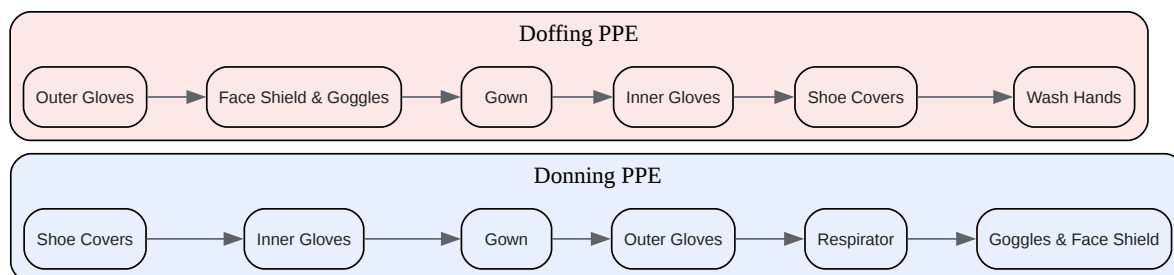 Doffing PPE
Outer Gloves
Face Shield & Goggles
Gown
Inner Gloves
Shoe Covers
Wash Hands
Donning PPE
Shoe Covers
Inner Gloves
Gown
Outer Gloves
Respirator
Goggles & Face Shield